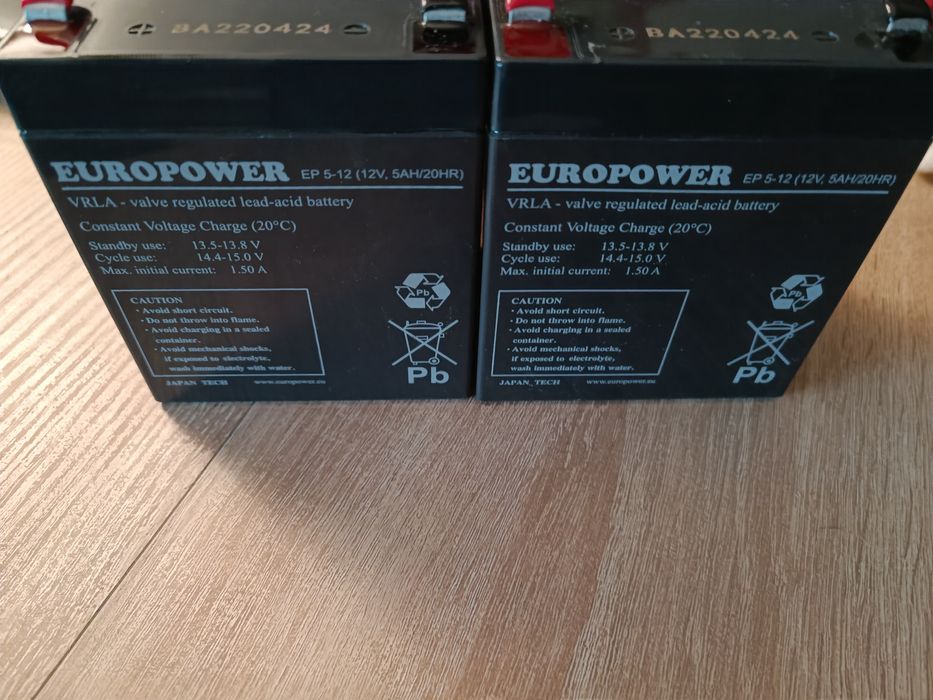 BA220424
EUROPOWER EP 5-12 (12V, 5AH/20HR)
VRLA - valve regulated lead-acid battery
Constant Voltage Charge (20°C)
Standby use: 13.5-13.8 V
Cycle use: 14.4-15.0 V
Max. initial current: 1.50 A
CAUTION
· Avoid short circuit.
· Do not throw into flame.
· Avoid charging in a sealed
container.
· Avoid mechanical shocks,
if exposed to electrolyte,
wash immediately with water.
JAPAN_TECH www.europower.eu
Pb
Pb
BA220424
EUROPOWER EP 5-12 (12V, 5AH/20HR)
VRLA - valve regulated lead-acid battery
Constant Voltage Charge (20°C)
Standby use: 13.5-13.8 V
Cycle use: 14.4-15.0 V
Max. initial current: 1.50 A
CAUTION
· Avoid short circuit.
· Do not throw into flame.
· Avoid charging in a sealed
container.
· Avoid mechanical shocks,
if exposed to electrolyte,
wash immediately with water.
JAPAN_TECH www.europower.eu
Pb
Pb